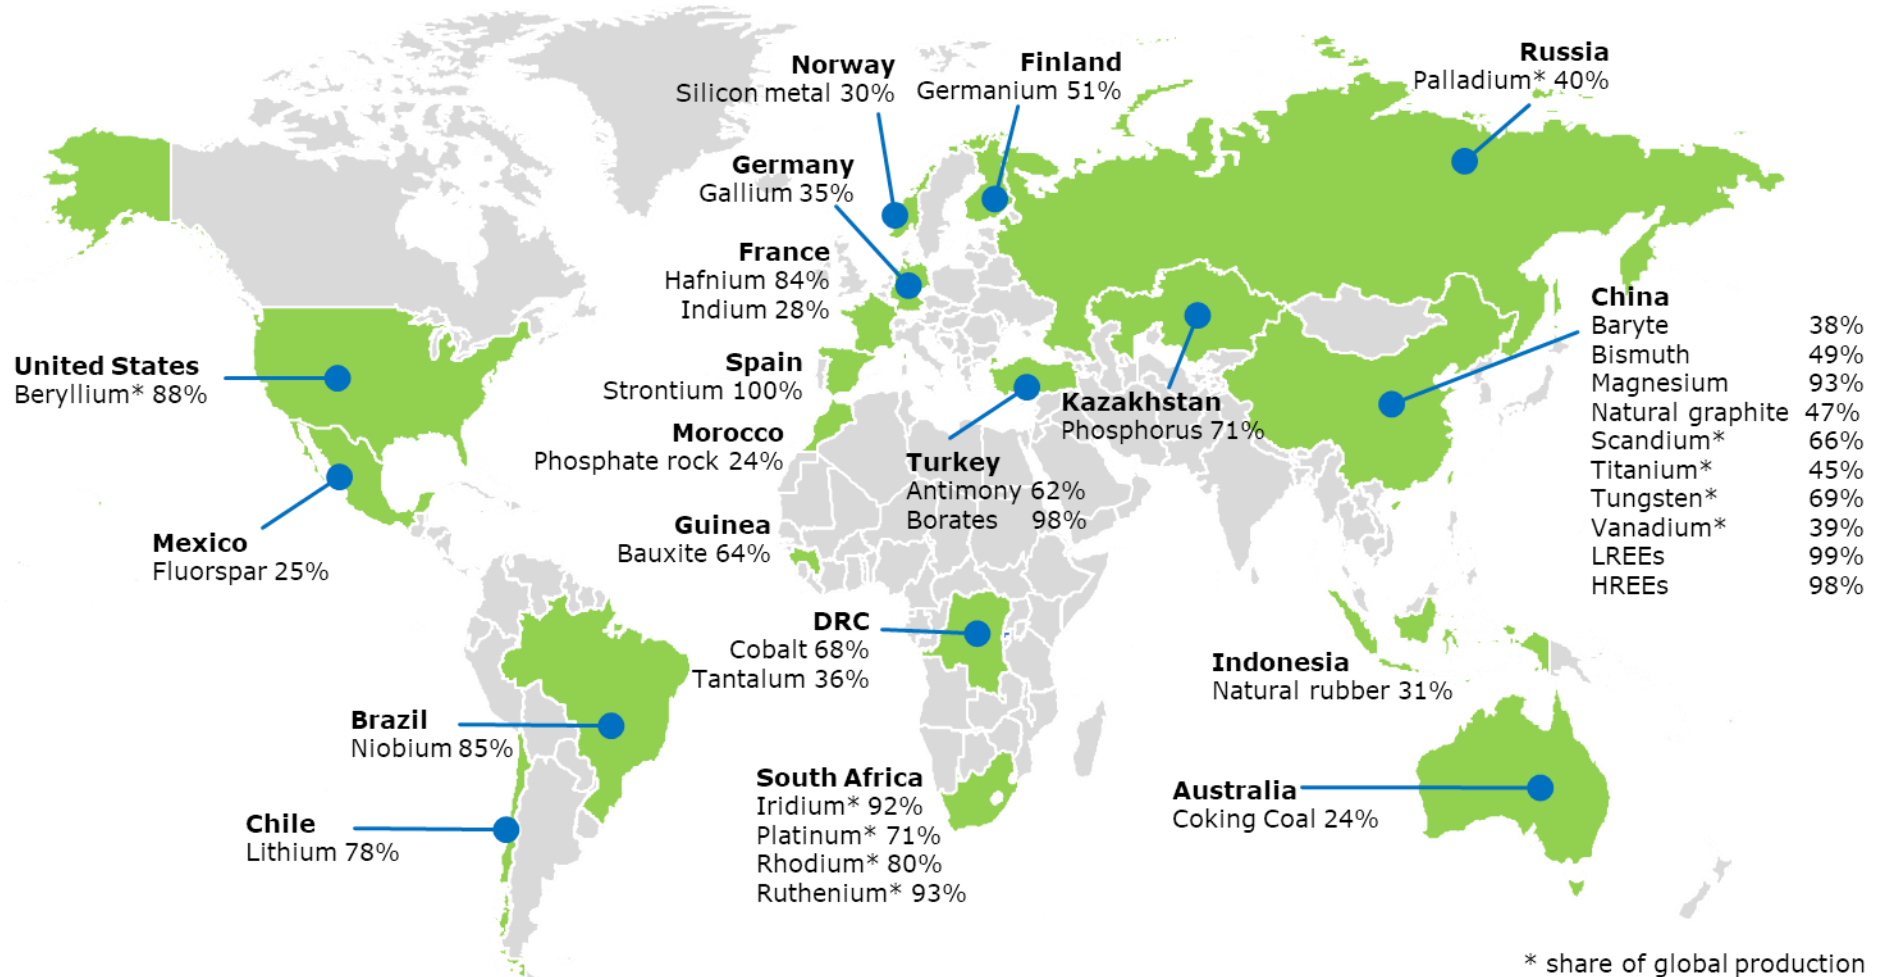 Norway
Silicon metal 30%
Finland
Germanium 51%
Russia
Palladium* 40%
Germany
Gallium 35%
France
Hafnium 84%
Indium 28%
China
Baryte 38%
Bismuth 49%
Magnesium 93%
Natural graphite 47%
Scandium* 66%
Titanium* 45%
Tungsten* 69%
Vanadium* 39%
LREEs 99%
HREEs 98%
United States
Beryllium* 88%
Spain
Strontium 100%
Kazakhstan
Phosphorus 71%
Morocco
Phosphate rock 24%
Turkey
Antimony 62%
Borates 98%
Mexico
Fluorspar 25%
Guinea
Bauxite 64%
DRC
Cobalt 68%
Tantalum 36%
Indonesia
Natural rubber 31%
Brazil
Niobium 85%
South Africa
Iridium* 92%
Platinum* 71%
Rhodium* 80%
Ruthenium* 93%
Australia
Coking Coal 24%
Chile
Lithium 78%
* share of global production